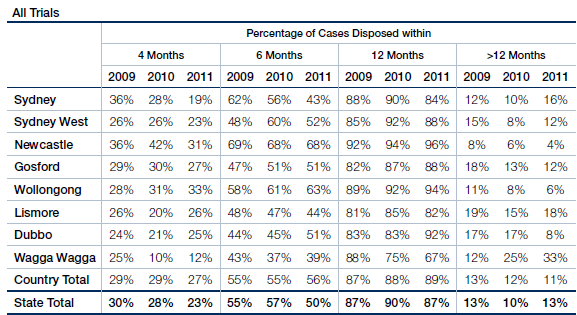 All Trials
Percentage of Cases Disposed within
4 Months 6 Months 12 Months >12 Months
2009 2010 2011 2009 2010 2011 2009 2010 2011 2009 2010 2011
Sydney 36% 28% 19% 62% 56% 43% 88% 90% 84% 12% 10% 16%
Sydney West 26% 26% 23% 48% 60% 52% 85% 92% 88% 15% 8% 12%
Newcastle 36% 42% 31% 69% 68% 68% 92% 94% 96% 8% 6% 4%
Gosford 29% 30% 27% 47% 51% 51% 82% 87% 88% 18% 13% 12%
Wollongong 28% 31% 33% 58% 61% 63% 89% 92% 94% 11% 8% 6%
Lismore 26% 20% 26% 48% 47% 44% 81% 85% 82% 19% 15% 18%
Dubbo 24% 21% 25% 44% 45% 51% 83% 83% 92% 17% 17% 8%
Wagga Wagga 25% 10% 12% 43% 37% 39% 88% 75% 67% 12% 25% 33%
Country Total 29% 29% 27% 55% 55% 56% 87% 88% 89% 13% 12% 11%
State Total 30% 28% 23% 55% 57% 50% 87% 90% 87% 13% 10% 13%